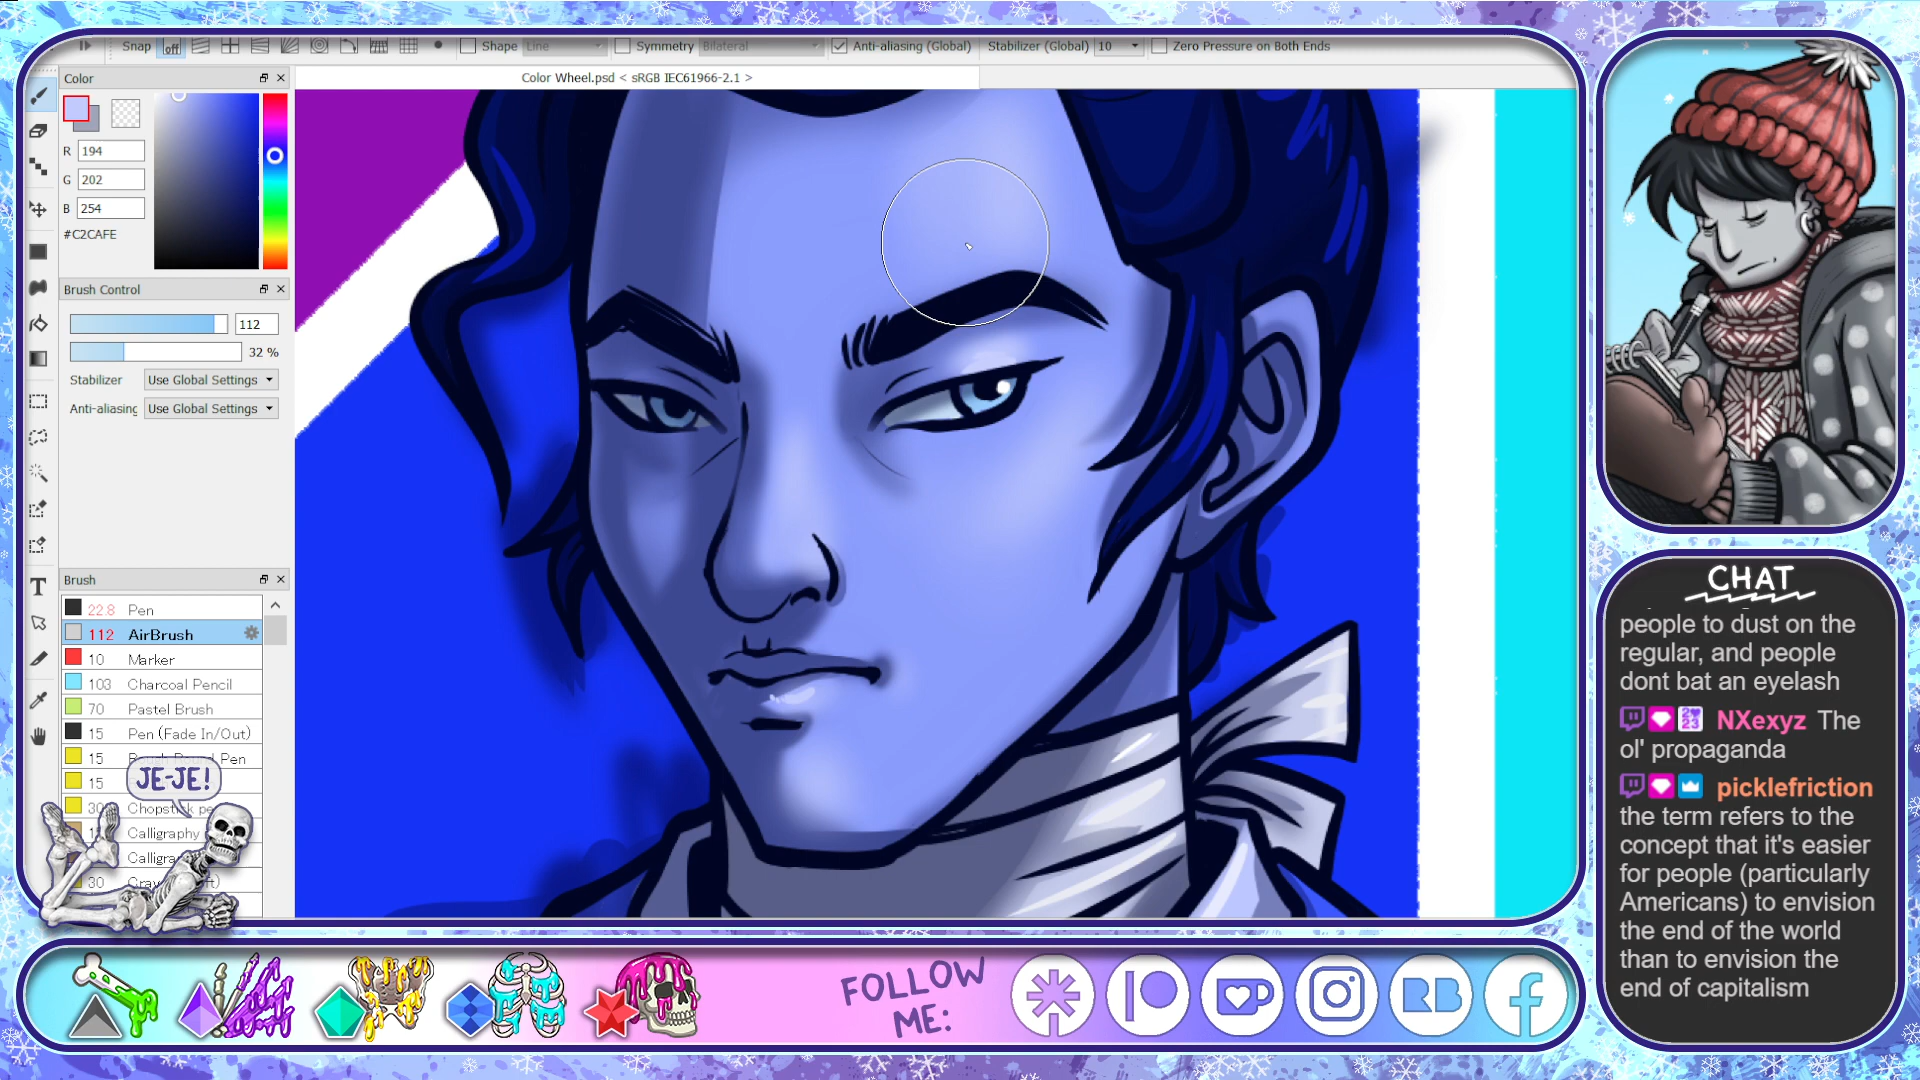 Snap off Shape Line Symmetry Bilateral Anti-aliasing (Global) Stabilizer (Global) 10 Zero Pressure on Both Ends
Color Wheel.psd < sRGB IEC61966-2.1 >
Color
R 194
G 202
B 254
#C2CAFE
Brush Control
112
32 %
Stabilizer Use Global Settings
Anti-aliasing Use Global Settings
Brush
22.8 Pen
112 AirBrush
10 Marker
103 Charcoal Pencil
70 Pastel Brush
15 Pen (Fade In/Out)
15 Pen
15
30 Chopstick pe
Calligraphy
30
T
JE-JE!
FOLLOW
ME:
CHAT
people to dust on the
regular, and people
dont bat an eyelash
NXexyz The
ol' propaganda
picklefriction
the term refers to the
concept that it's easier
for people (particularly
Americans) to envision
the end of the world
than to envision the
end of capitalism